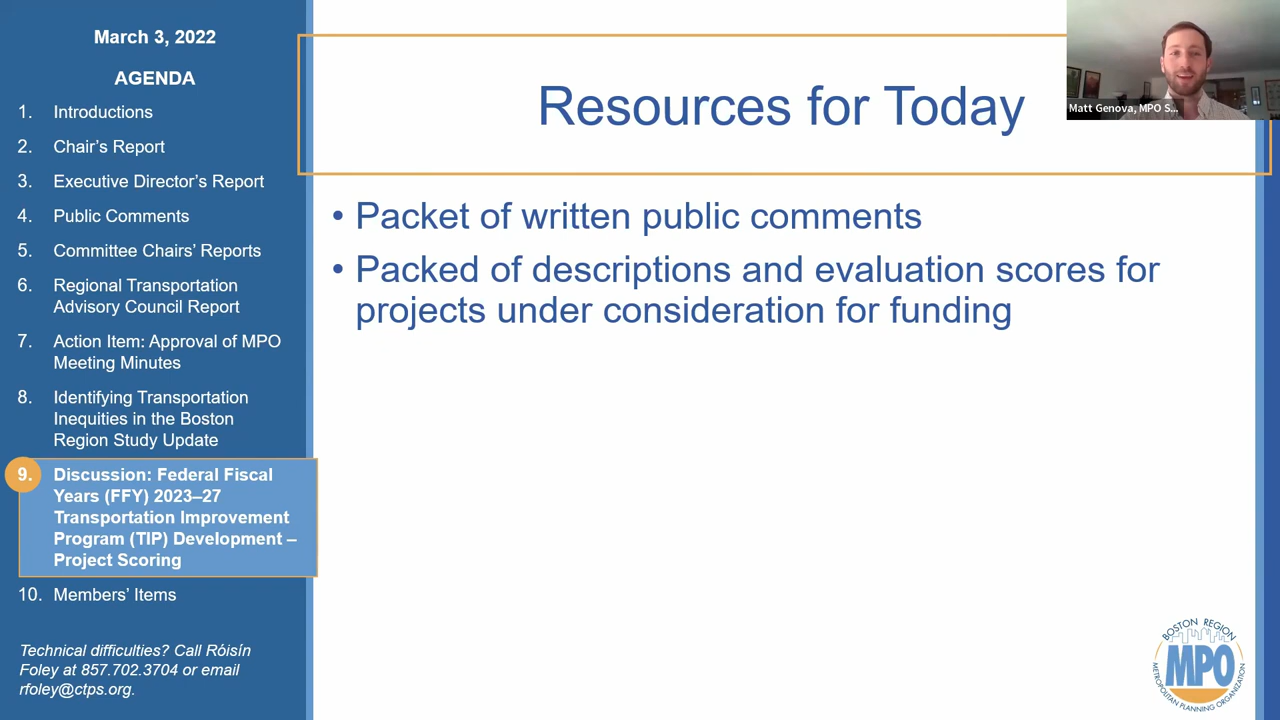 March 3, 2022
AGENDA
1. Introductions
2. Chair's Report
3. Executive Director's Report
4. Public Comments
5. Committee Chairs' Reports
6. Regional Transportation
Advisory Council Report
7. Action Item: Approval of MPO
Meeting Minutes
8. Identifying Transportation
Inequities in the Boston
Region Study Update
9. Discussion: Federal Fiscal
Years (FFY) 2023–27
Transportation Improvement
Program (TIP) Development –
Project Scoring
10. Members' Items
Technical difficulties? Call Róisín
Foley at 857.702.3704 or email
rfoley@ctps.org.
Resources for Today
• Packet of written public comments
• Packed of descriptions and evaluation scores for
projects under consideration for funding
Matt Genova, MPO S...
BOSTON REGION
MPO
METROPOLITAN PLANNING ORGANIZATION